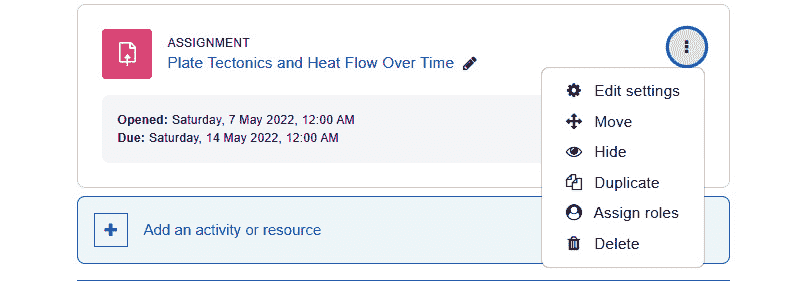 ASSIGNMENT
Plate Tectonics and Heat Flow Over Time
Opened: Saturday, 7 May 2022, 12:00 AM
Due: Saturday, 14 May 2022, 12:00 AM
Edit settings
Move
Hide
Duplicate
Assign roles
Delete
Add an activity or resource